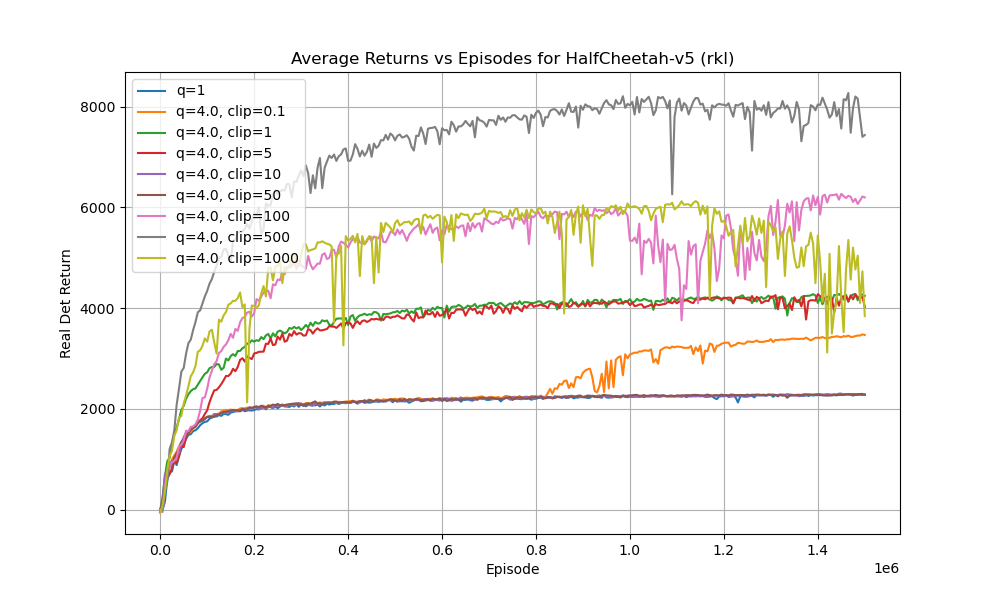 Average Returns vs Episodes for HalfCheetah-v5 (rkl)
q=1
q=4.0, clip=0.1
q=4.0, clip=1
q=4.0, clip=5
q=4.0, clip=10
q=4.0, clip=50
q=4.0, clip=100
q=4.0, clip=500
q=4.0, clip=1000
8000
6000
4000
2000
0
Real Det Return
0.0 0.2 0.4 0.6 0.8 1.0 1.2 1.4
1e6
Episode